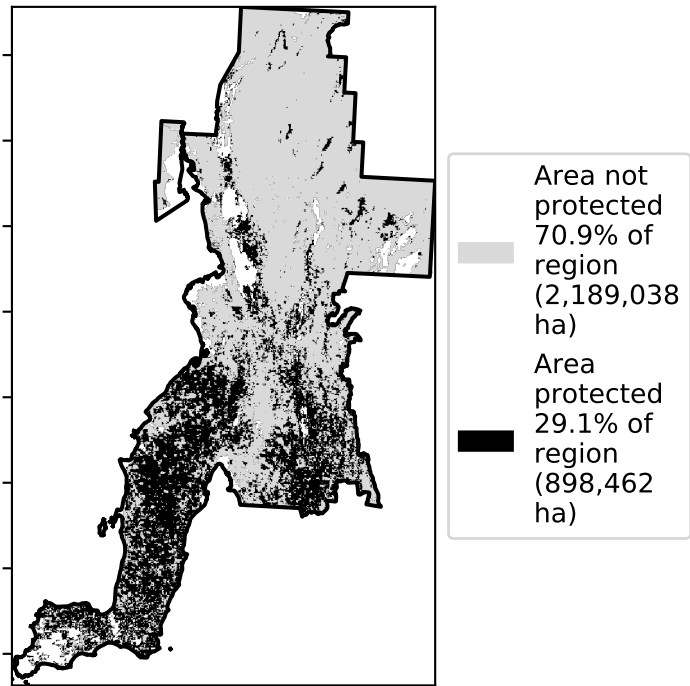 Area not
protected
70.9% of
region
(2,189,038
ha)
Area
protected
29.1% of
region
(898,462
ha)